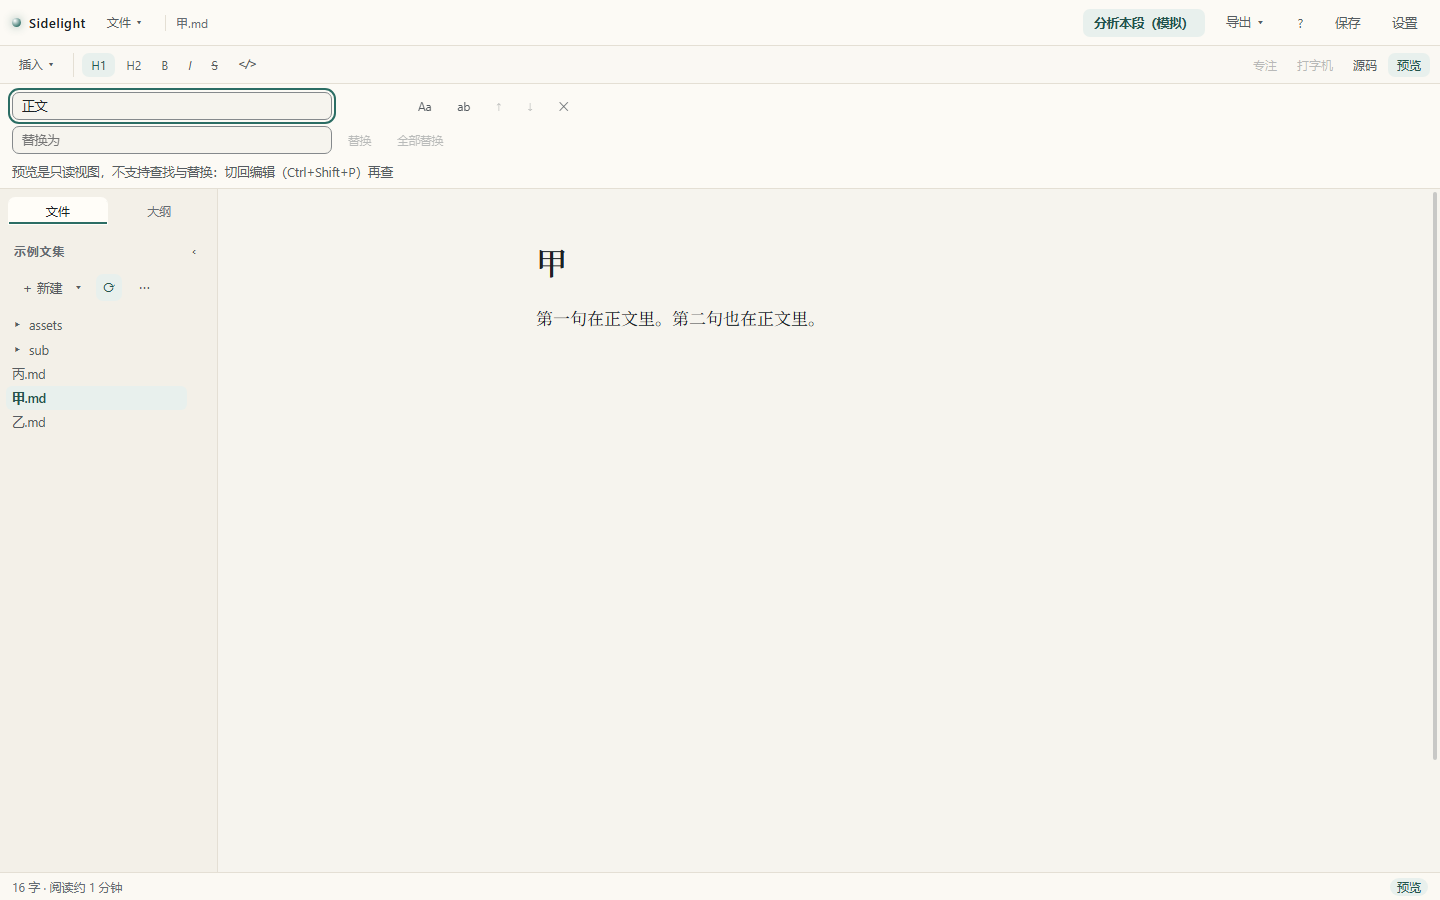 Sidelight 文件 ▾ 甲.md 分析本段（模拟） 导出 ▾ ? 保存 设置
插入 ▾ H1 H2 B I S </> 专注 打字机 源码 预览
正文 Aa ab ↑ ↓ ×
替换为 替换 全部替换
预览是只读视图，不支持查找与替换：切回编辑（Ctrl+Shift+P）再查
文件 大纲
示例文集 ‹
+ 新建 ▾ ⟳ ···
▸ assets
▸ sub
丙.md
甲.md
乙.md
甲
第一句在正文里。第二句也在正文里。
16 字 · 阅读约 1 分钟 预览